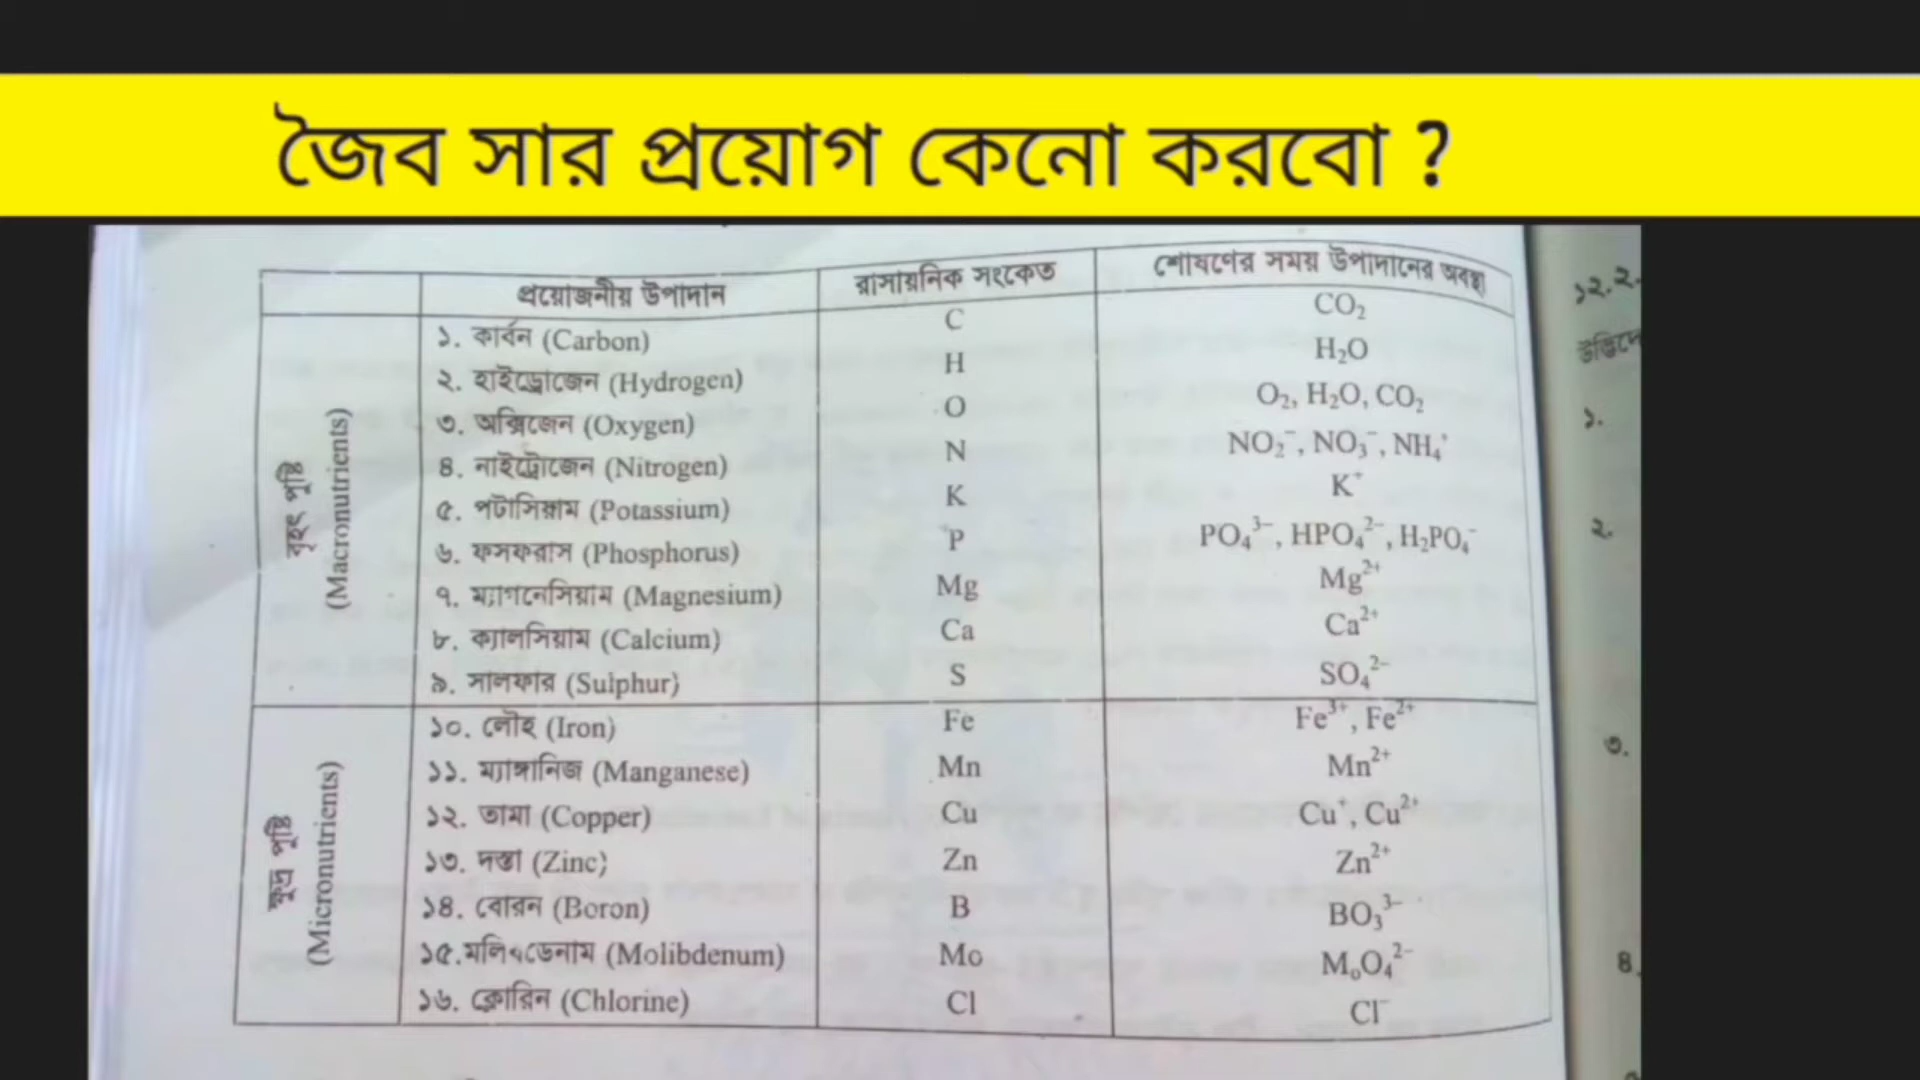 জৈব সার প্রয়োগ কেনো করবো ?
প্রয়োজনীয় উপাদান রাসায়নিক সংকেত শোষণের সময় উপাদানের অবস্থা
বৃহৎ পুষ্টি
(Macronutrients)
১. কার্বন (Carbon) C CO₂
২. হাইড্রোজেন (Hydrogen) H H₂O
৩. অক্সিজেন (Oxygen) O O₂, H₂O, CO₂
৪. নাইট্রোজেন (Nitrogen) N NO₂⁻, NO₃⁻, NH₄⁺
৫. পটাসিয়াম (Potassium) K K⁺
৬. ফসফরাস (Phosphorus) P PO₄³⁻, HPO₄²⁻, H₂PO₄⁻
৭. ম্যাগনেসিয়াম (Magnesium) Mg Mg²⁺
৮. ক্যালসিয়াম (Calcium) Ca Ca²⁺
৯. সালফার (Sulphur) S SO₄²⁻
ক্ষুদ্র পুষ্টি
(Micronutrients)
১০. লৌহ (Iron) Fe Fe³⁺, Fe²⁺
১১. ম্যাঙ্গানিজ (Manganese) Mn Mn²⁺
১২. তামা (Copper) Cu Cu⁺, Cu²⁺
১৩. দস্তা (Zinc) Zn Zn²⁺
১৪. বোরন (Boron) B BO₃³⁻
১৫. মলিবডেনাম (Molibdenum) Mo MₒO₄²⁻
১৬. ক্লোরিন (Chlorine) Cl Cl⁻
১২.২.
১.
২.
৩.
৪.